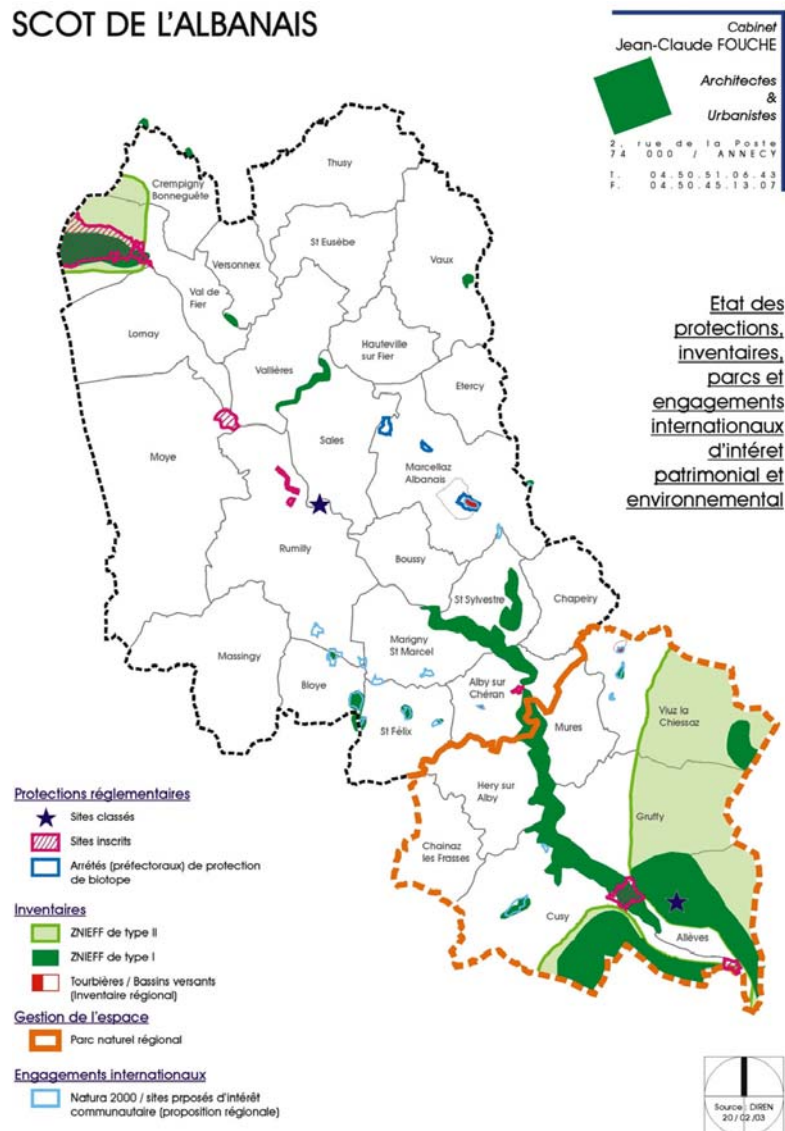 SCOT DE L'ALBANAIS
Cabinet
Jean-Claude FOUCHE
Architectes
&
Urbanistes
2, rue de la Poste
74 000 / ANNECY
T. 04.50.51.06.43
F. 04.50.45.13.07
Etat des
protections,
inventaires,
parcs et
engagements
internationaux
d'intéret
patrimonial et
environnemental
Thusy
Crempigny
Bonneguête
St Eusèbe
Versonnex
Vaux
Val de
Fier
Lornay
Hauteville
sur Fier
Vallières
Etercy
Sales
Moye
Marcellaz
Albanais
Rumilly
Boussy
St Sylvestre
Chapeiry
Marigny
St Marcel
Massingy
Bloye
Alby sur
Chéran
St Félix
Mures
Viuz la
Chiessaz
Hery sur
Alby
Gruffy
Chainaz
les Frasses
Cusy
Allèves
Protections réglementaires
Sites classés
Sites inscrits
Arrêtés (préfectoraux) de protection
de biotope
Inventaires
ZNIEFF de type II
ZNIEFF de type I
Tourbières / Bassins versants
(Inventaire régional)
Gestion de l'espace
Parc naturel régional
Engagements internationaux
Natura 2000 / sites prposés d'intérêt
communautaire (proposition régionale)
Source : DIREN
20 / 02 /03